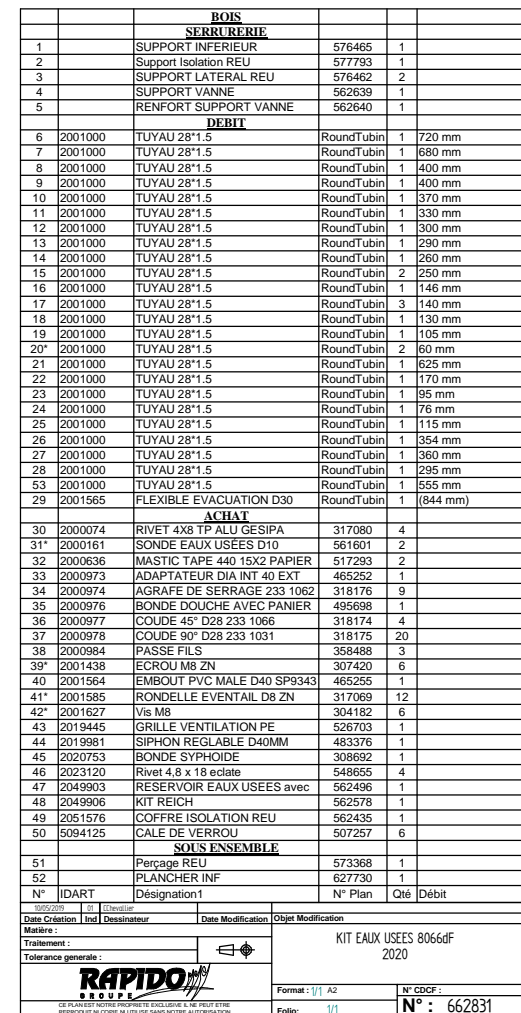 BOIS
SERRURERIE
1 SUPPORT INFERIEUR 576465 1
2 Support Isolation REU 577793 1
3 SUPPORT LATERAL REU 576462 2
4 SUPPORT VANNE 562639 1
5 RENFORT SUPPORT VANNE 562640 1
DEBIT
6 2001000 TUYAU 28*1.5 RoundTubin 1 720 mm
7 2001000 TUYAU 28*1.5 RoundTubin 1 680 mm
8 2001000 TUYAU 28*1.5 RoundTubin 1 400 mm
9 2001000 TUYAU 28*1.5 RoundTubin 1 400 mm
10 2001000 TUYAU 28*1.5 RoundTubin 1 370 mm
11 2001000 TUYAU 28*1.5 RoundTubin 1 330 mm
12 2001000 TUYAU 28*1.5 RoundTubin 1 300 mm
13 2001000 TUYAU 28*1.5 RoundTubin 1 290 mm
14 2001000 TUYAU 28*1.5 RoundTubin 1 260 mm
15 2001000 TUYAU 28*1.5 RoundTubin 2 250 mm
16 2001000 TUYAU 28*1.5 RoundTubin 1 146 mm
17 2001000 TUYAU 28*1.5 RoundTubin 3 140 mm
18 2001000 TUYAU 28*1.5 RoundTubin 1 130 mm
19 2001000 TUYAU 28*1.5 RoundTubin 1 105 mm
20* 2001000 TUYAU 28*1.5 RoundTubin 2 60 mm
21 2001000 TUYAU 28*1.5 RoundTubin 1 625 mm
22 2001000 TUYAU 28*1.5 RoundTubin 1 170 mm
23 2001000 TUYAU 28*1.5 RoundTubin 1 95 mm
24 2001000 TUYAU 28*1.5 RoundTubin 1 76 mm
25 2001000 TUYAU 28*1.5 RoundTubin 1 115 mm
26 2001000 TUYAU 28*1.5 RoundTubin 1 354 mm
27 2001000 TUYAU 28*1.5 RoundTubin 1 360 mm
28 2001000 TUYAU 28*1.5 RoundTubin 1 295 mm
53 2001000 TUYAU 28*1.5 RoundTubin 1 555 mm
29 2001565 FLEXIBLE EVACUATION D30 RoundTubin 1 (844 mm)
ACHAT
30 2000074 RIVET 4X8 TP ALU GESIPA 317080 4
31* 2000161 SONDE EAUX USÉES D10 561601 2
32 2000636 MASTIC TAPE 440 15X2 PAPIER 517293 2
33 2000973 ADAPTATEUR DIA INT 40 EXT 465252 1
34 2000974 AGRAFE DE SERRAGE 233 1062 318176 9
35 2000976 BONDE DOUCHE AVEC PANIER 495698 1
36 2000977 COUDE 45° D28 233 1066 318174 4
37 2000978 COUDE 90° D28 233 1031 318175 20
38 2000984 PASSE FILS 358488 3
39* 2001438 ECROU M8 ZN 307420 6
40 2001564 EMBOUT PVC MALE D40 SP9343 465255 1
41* 2001585 RONDELLE EVENTAIL D8 ZN 317069 12
42* 2001627 Vis M8 304182 6
43 2019445 GRILLE VENTILATION PE 526703 1
44 2019981 SIPHON REGLABLE D40MM 483376 1
45 2020753 BONDE SYPHOIDE 308692 1
46 2023120 Rivet 4,8 x 18 eclate 548655 4
47 2049903 RESERVOIR EAUX USEES avec 562496 1
48 2049906 KIT REICH 562578 1
49 2051576 COFFRE ISOLATION REU 562435 1
50 5094125 CALE DE VERROU 507257 6
SOUS ENSEMBLE
51 Perçage REU 573368 1
52 PLANCHER INF 627730 1
N° IDART Désignation1 N° Plan Qté Débit
10/05/2019 01 CChevallier
Date Création Ind Dessinateur Date Modification Objet Modification
Matière :
Traitement :
Tolerance generale :
KIT EAUX USEES 8066dF
2020
RAPIDO
GROUPE
Format : 1/1 A2
N° CDCF :
CE PLAN EST NOTRE PROPRIETE EXCLUSIVE IL NE PEUT ETRE
REPRODUIT NI COPIE NI UTILISE SANS NOTRE AUTORISATION
Folio: 1/1
N° : 662831